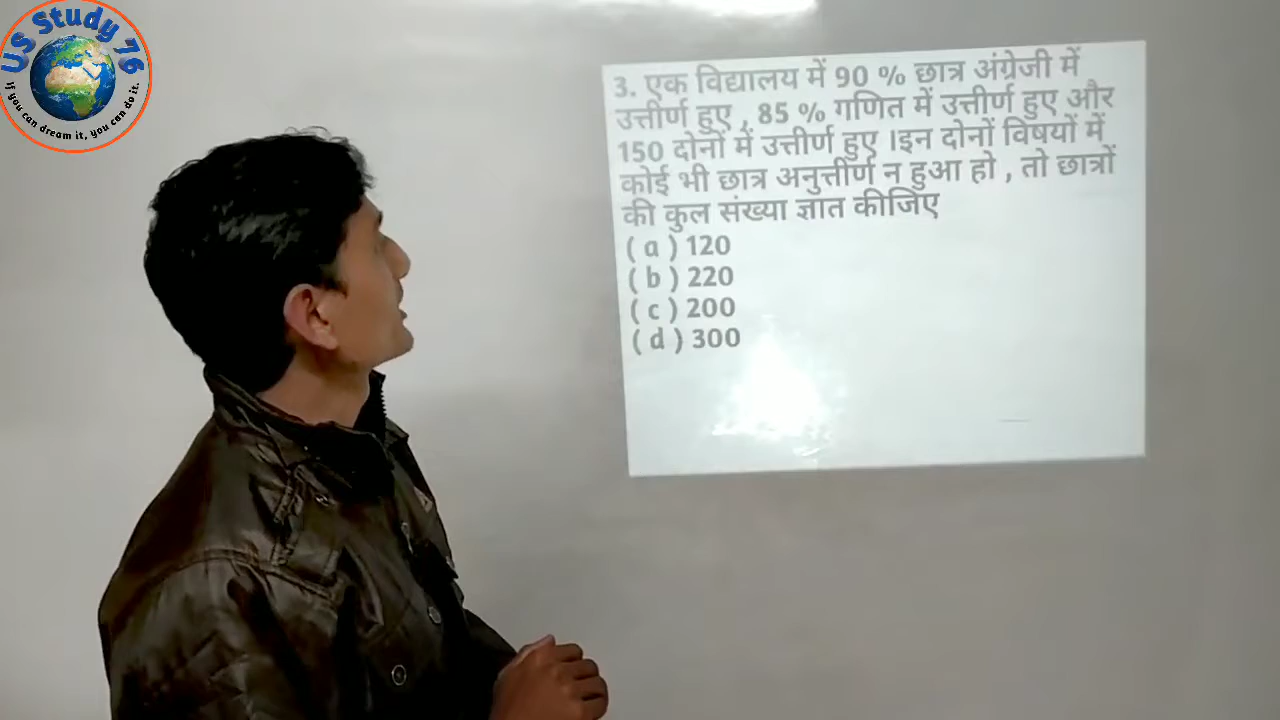 US Study 76
If you can dream it, you can do it.
3. एक विद्यालय में 90 % छात्र अंग्रेजी में
उत्तीर्ण हुए , 85 % गणित में उत्तीर्ण हुए और
150 दोनों में उत्तीर्ण हुए ।इन दोनों विषयों में
कोई भी छात्र अनुत्तीर्ण न हुआ हो , तो छात्रों
की कुल संख्या ज्ञात कीजिए
( a ) 120
( b ) 220
( c ) 200
( d ) 300